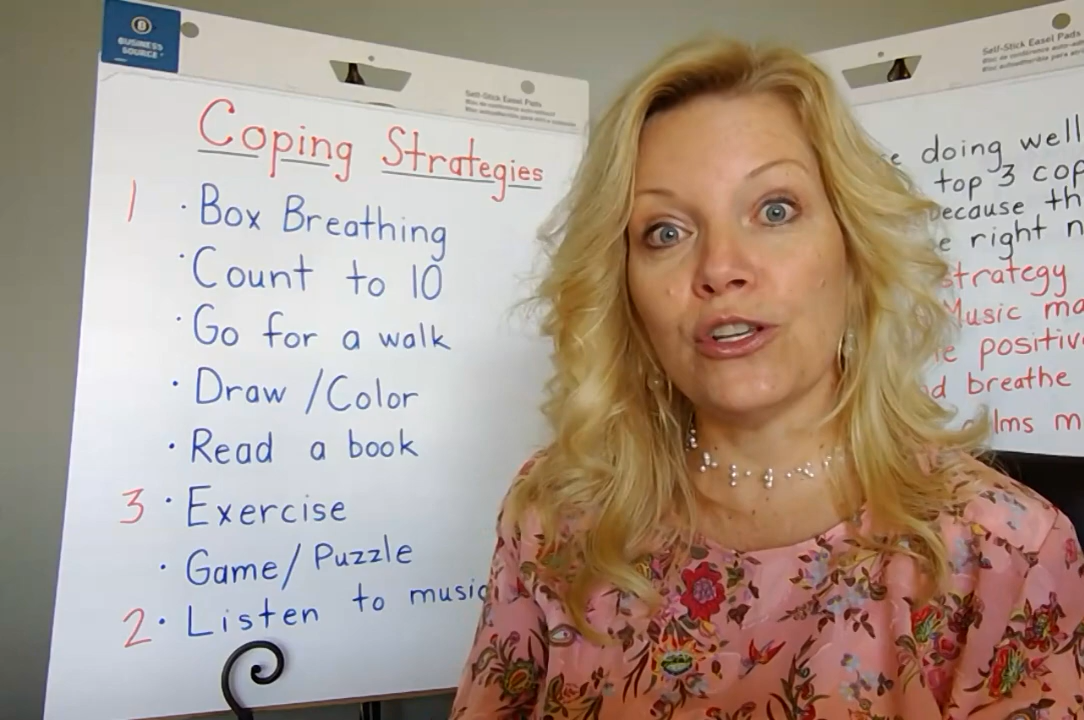 BUSINESS
SOURCE
Self-Stick Easel Pads
Coping Strategies
1 · Box Breathing
· Count to 10
· Go for a walk
· Draw / Color
· Read a book
3 · Exercise
· Game/ Puzzle
2 · Listen to music
Self-Stick Easel Pads
doing well
top 3 cop
because th
e right n
strategy
Music ma
e positiv
d breathe
lms m